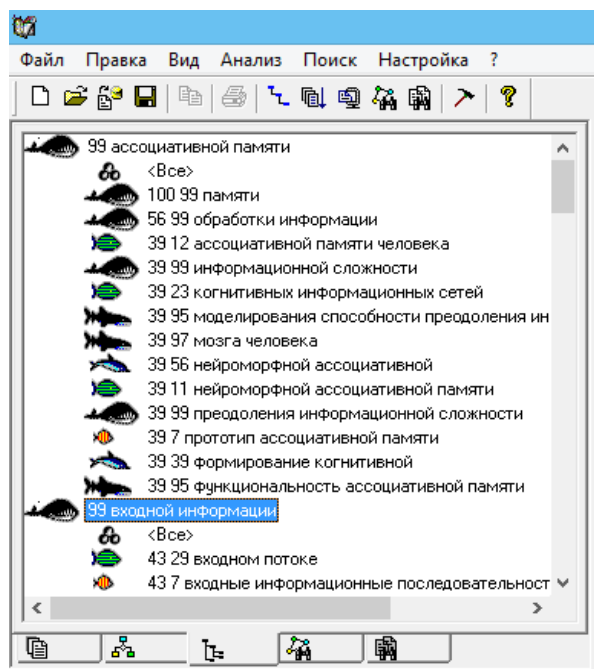 Файл Правка Вид Анализ Поиск Настройка ?
99 ассоциативной памяти
<Все>
100 99 памяти
56 99 обработки информации
39 12 ассоциативной памяти человека
39 99 информационной сложности
39 23 когнитивных информационных сетей
39 95 моделирования способности преодоления ин
39 97 мозга человека
39 56 нейроморфной ассоциативной
39 11 нейроморфной ассоциативной памяти
39 99 преодоления информационной сложности
39 7 прототип ассоциативной памяти
39 39 формирование когнитивной
39 95 функциональность ассоциативной памяти
99 входной информации
<Все>
43 29 входном потоке
43 7 входные информационные последовательност